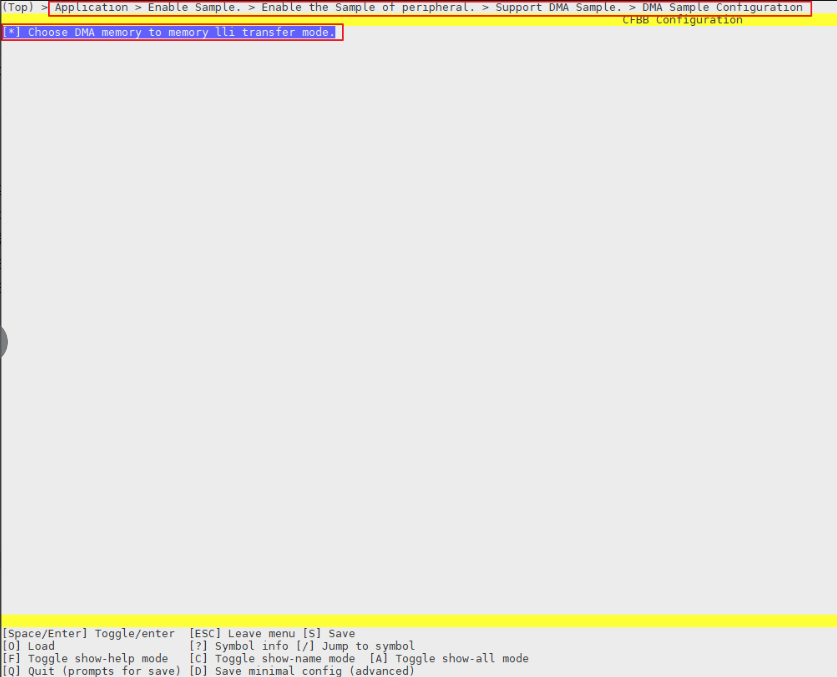 (Top) > Application > Enable Sample. > Enable the Sample of peripheral. > Support DMA Sample. > DMA Sample Configuration
CFBB Configuration
[*] Choose DMA memory to memory lli transfer mode.
[Space/Enter] Toggle/enter [ESC] Leave menu [S] Save
[O] Load [?] Symbol info [/] Jump to symbol
[F] Toggle show-help mode [C] Toggle show-name mode [A] Toggle show-all mode
[Q] Quit (prompts for save) [D] Save minimal config (advanced)